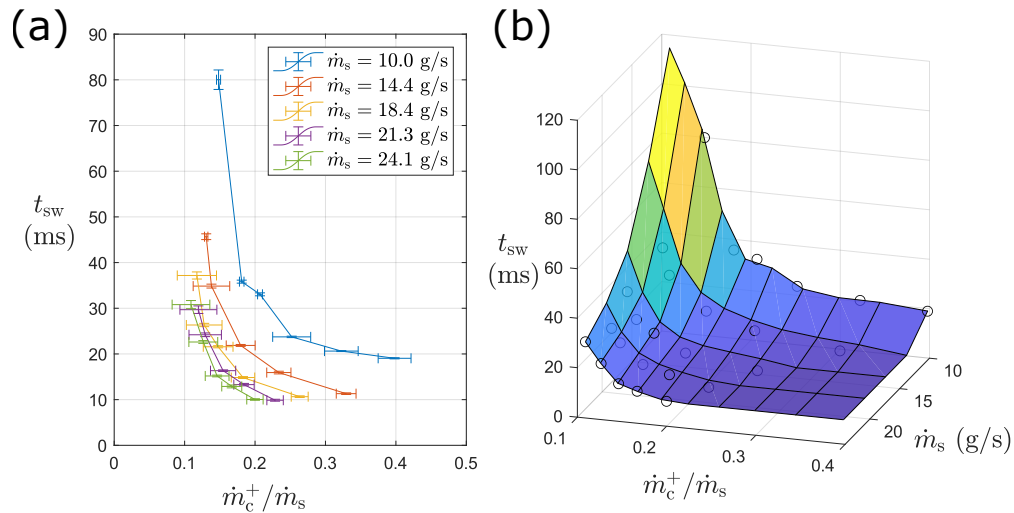 (a)
90
80
70
60
50
40
30
20
10
0
t_sw
(ms)
0
0.1
0.2
0.3
0.4
0.5
ṁ_c^+/ṁ_s
ṁ_s = 10.0 g/s
ṁ_s = 14.4 g/s
ṁ_s = 18.4 g/s
ṁ_s = 21.3 g/s
ṁ_s = 24.1 g/s
(b)
120
100
80
60
40
20
0
t_sw
(ms)
0.1
0.2
0.3
0.4
ṁ_c^+/ṁ_s
10
15
20
ṁ_s (g/s)